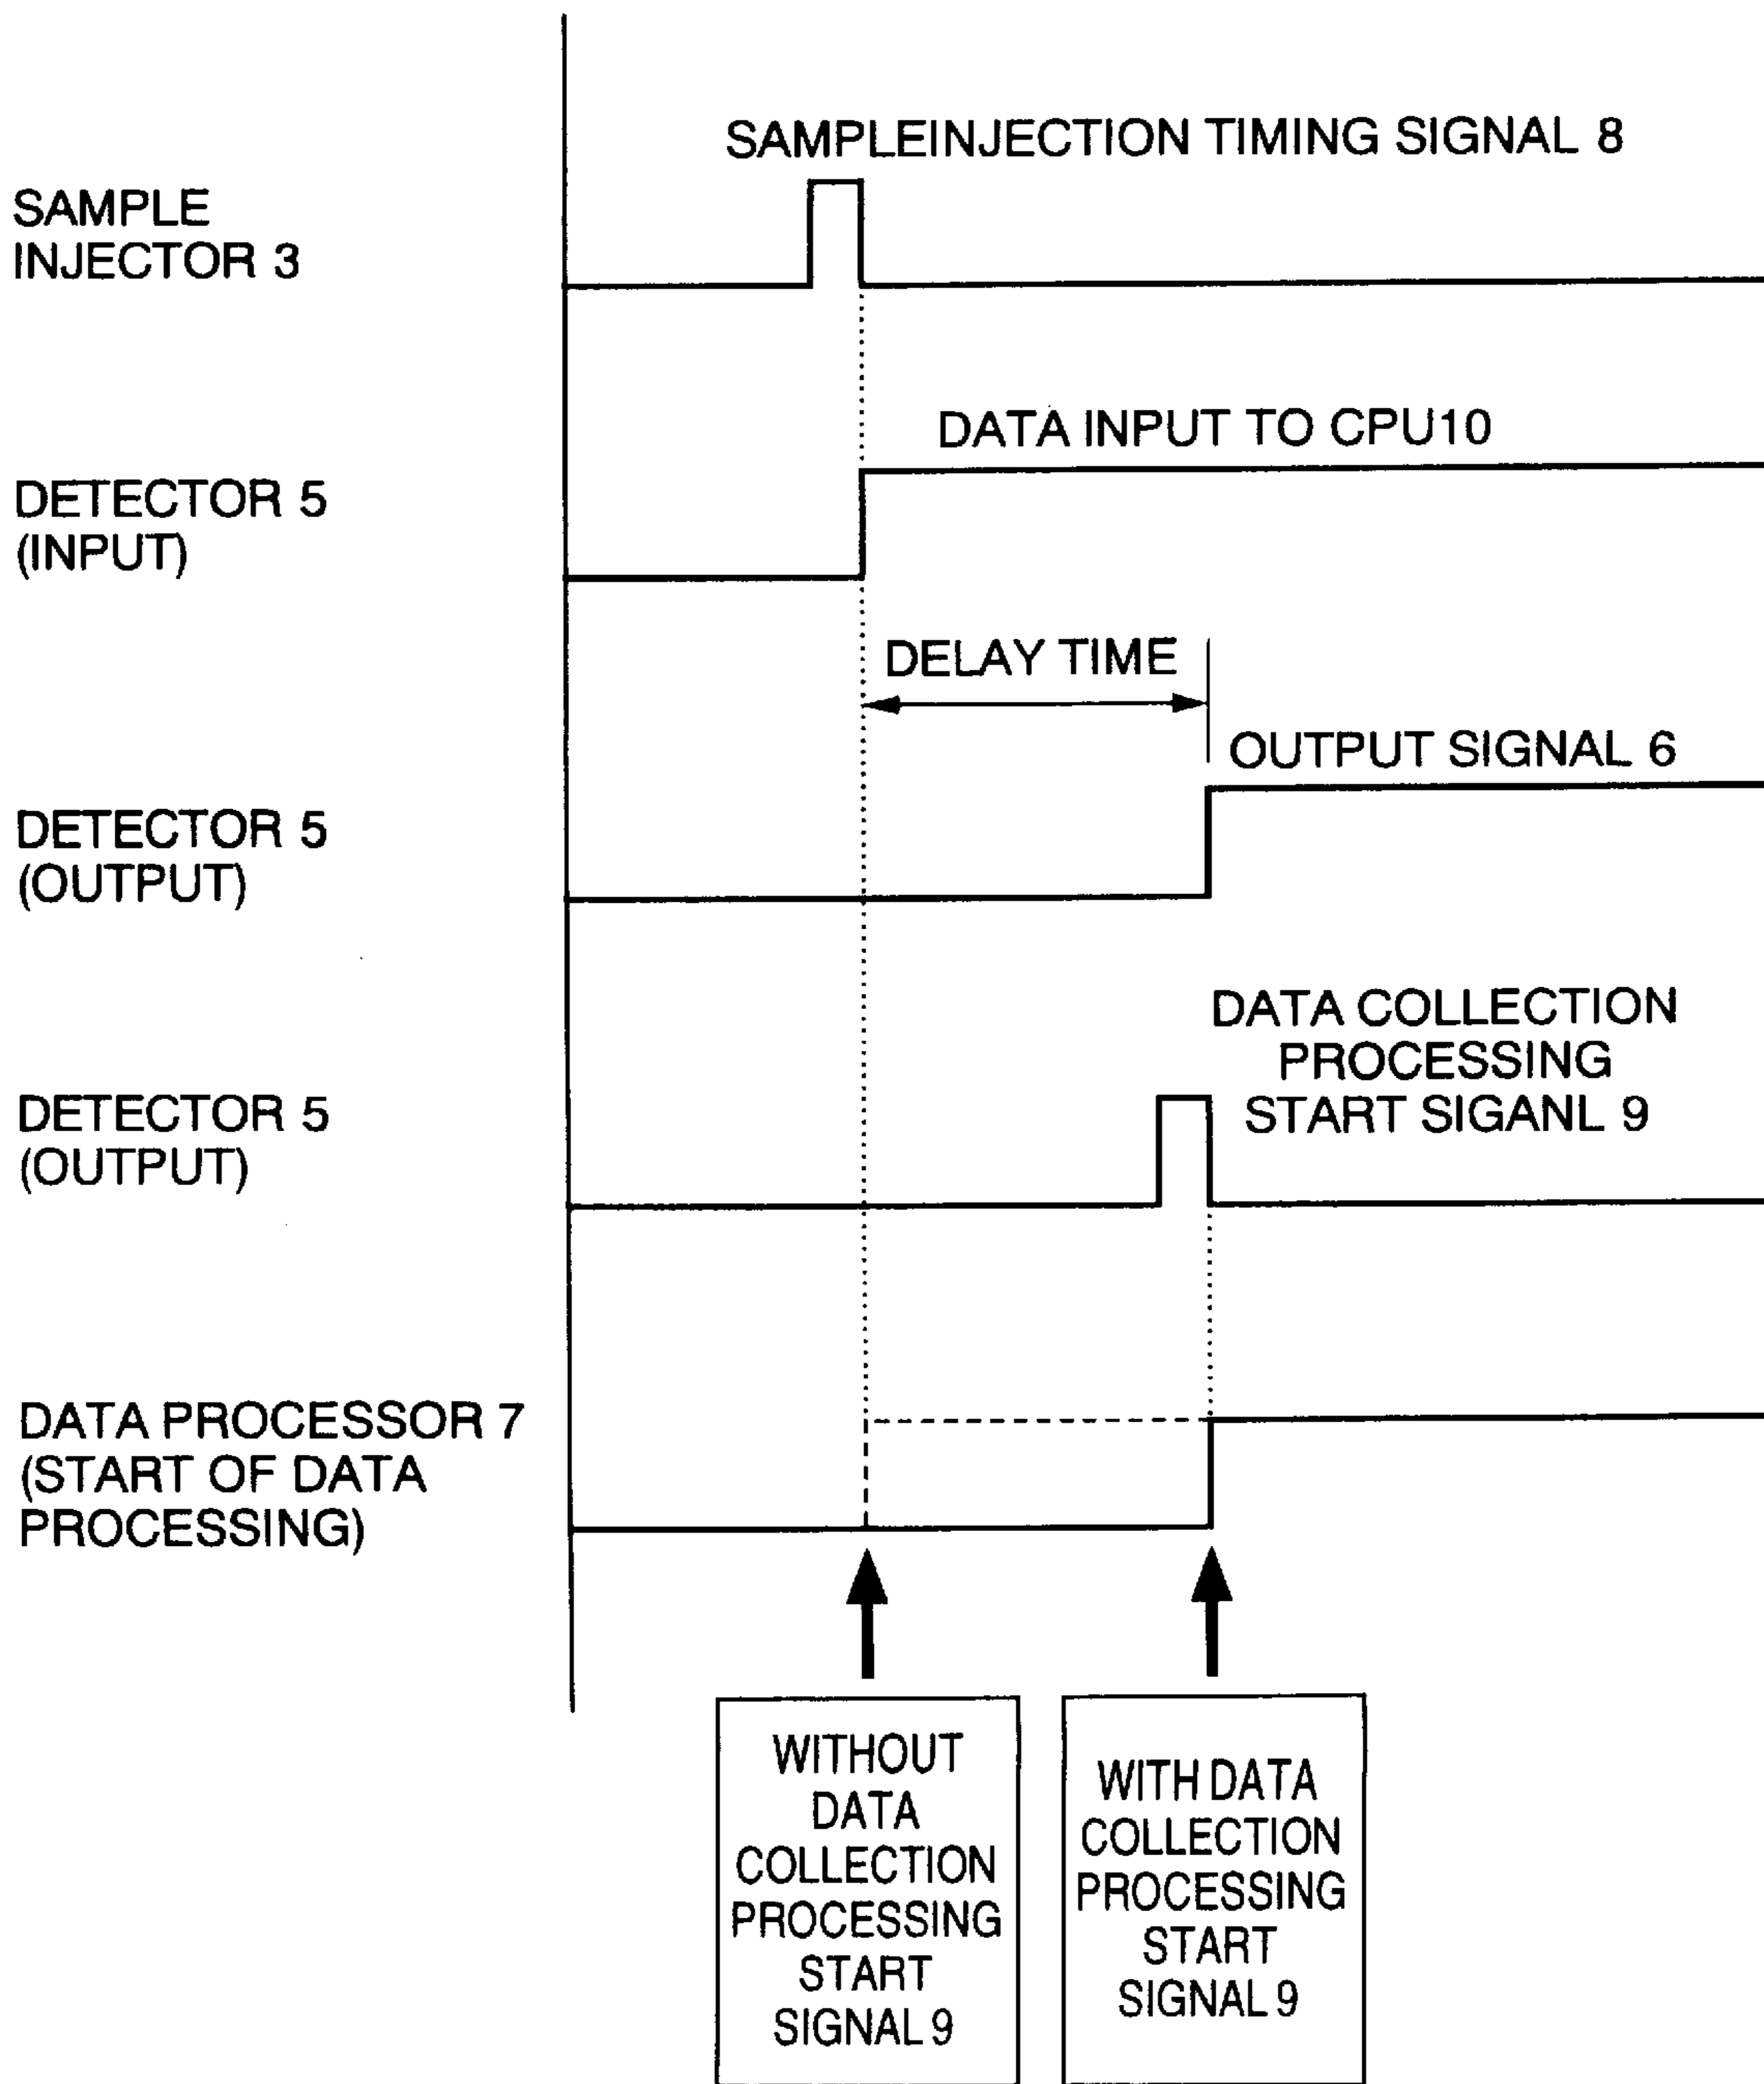 SAMPLEINJECTION TIMING SIGNAL 8
SAMPLE
INJECTOR 3
DATA INPUT TO CPU10
DETECTOR 5
(INPUT)
DELAY TIME
OUTPUT SIGNAL 6
DETECTOR 5
(OUTPUT)
DATA COLLECTION
PROCESSING
START SIGANL 9
DETECTOR 5
(OUTPUT)
DATA PROCESSOR 7
(START OF DATA
PROCESSING)
WITHOUT
DATA
COLLECTION
PROCESSING
START
SIGNAL 9
WITH DATA
COLLECTION
PROCESSING
START
SIGNAL 9